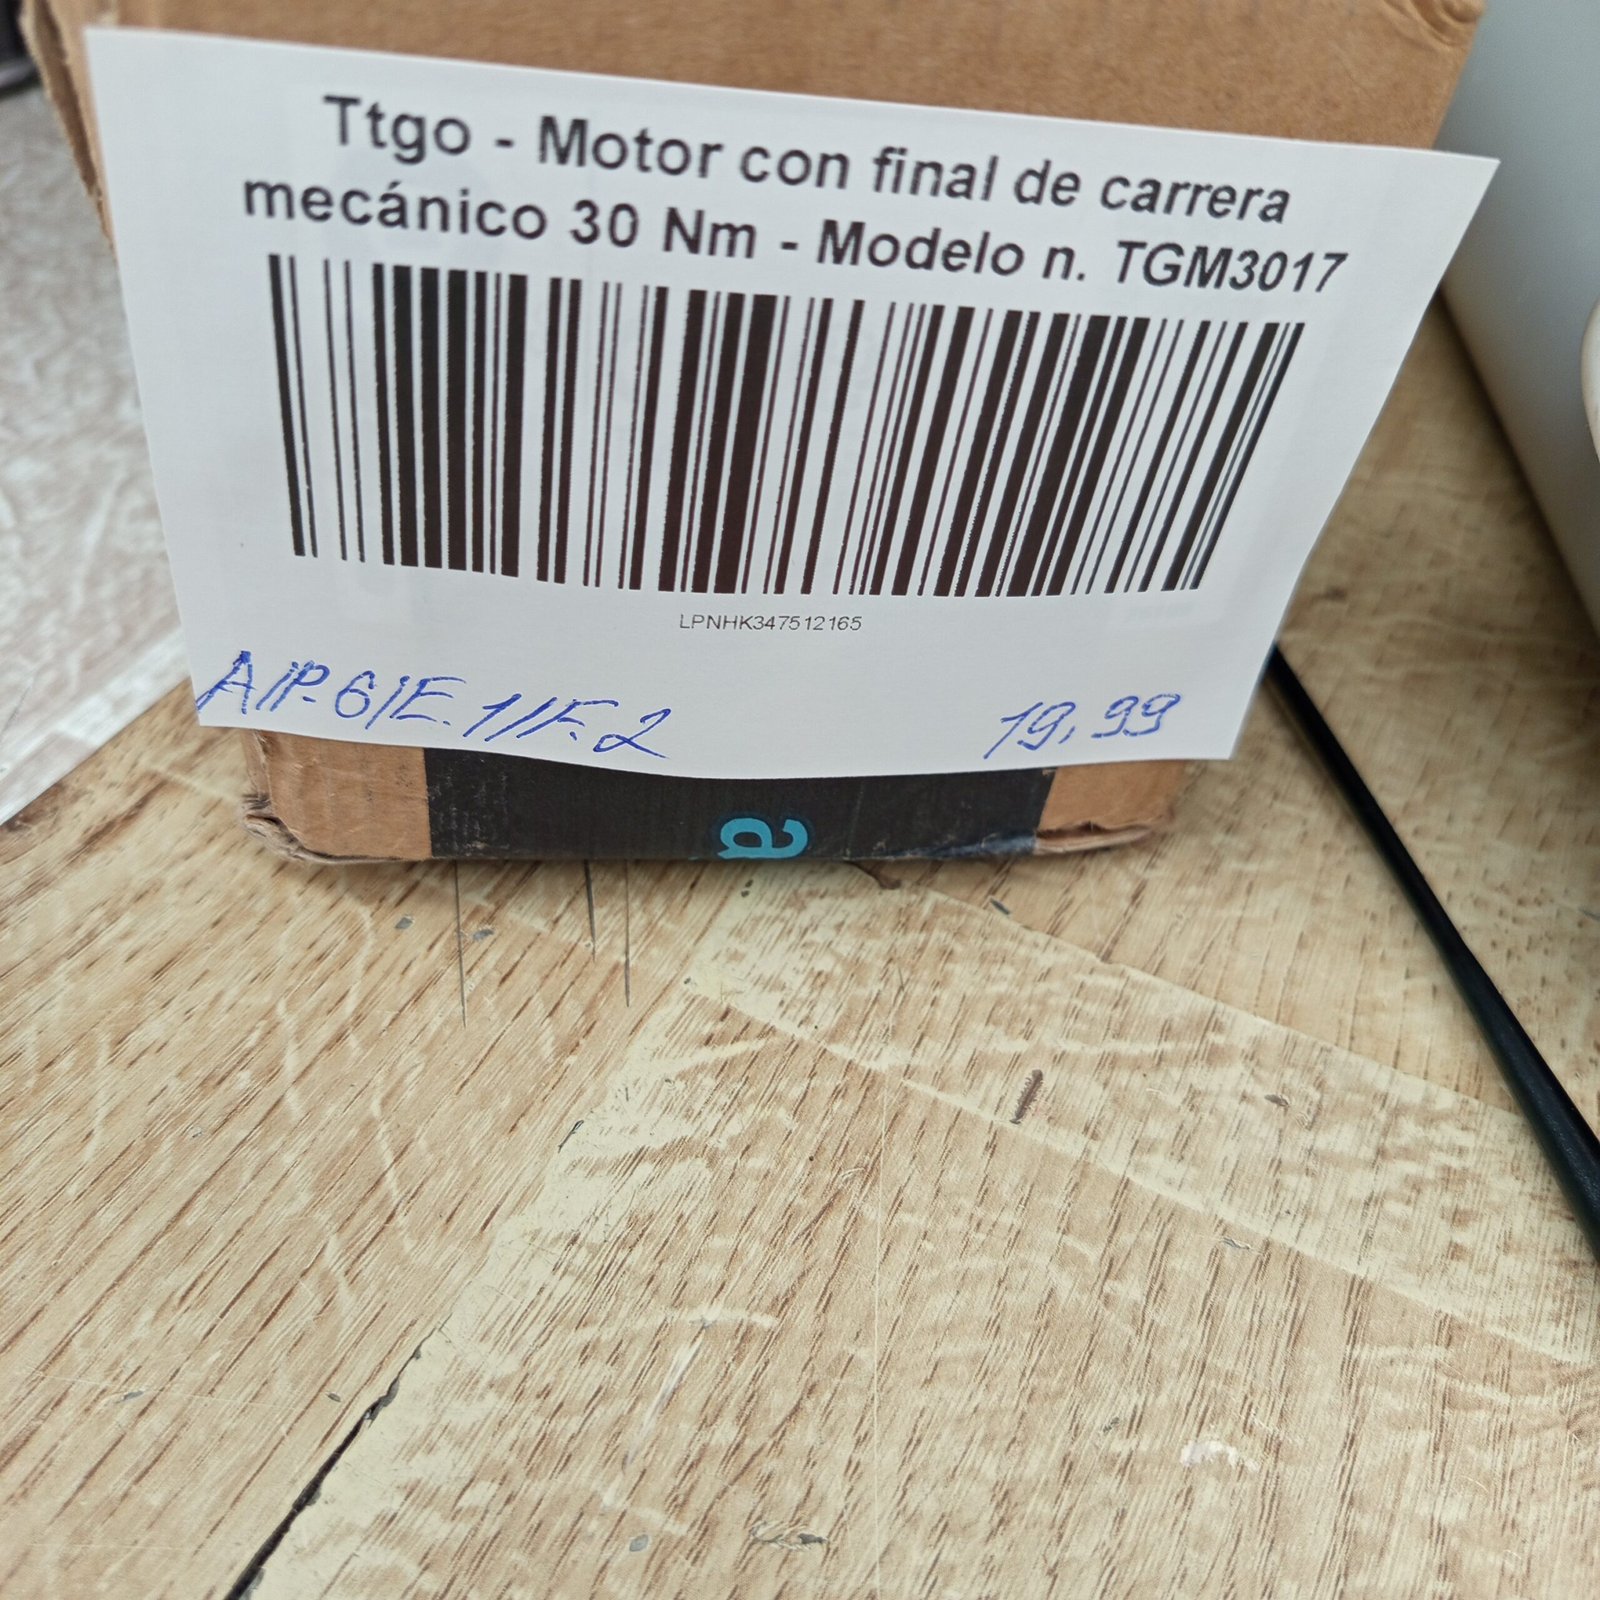 Ttgo - Motor con final de carrera
mecánico 30 Nm - Modelo n. TGM3017
LPNHK347512165
A/P.6/E.1/F.2
19,99
a